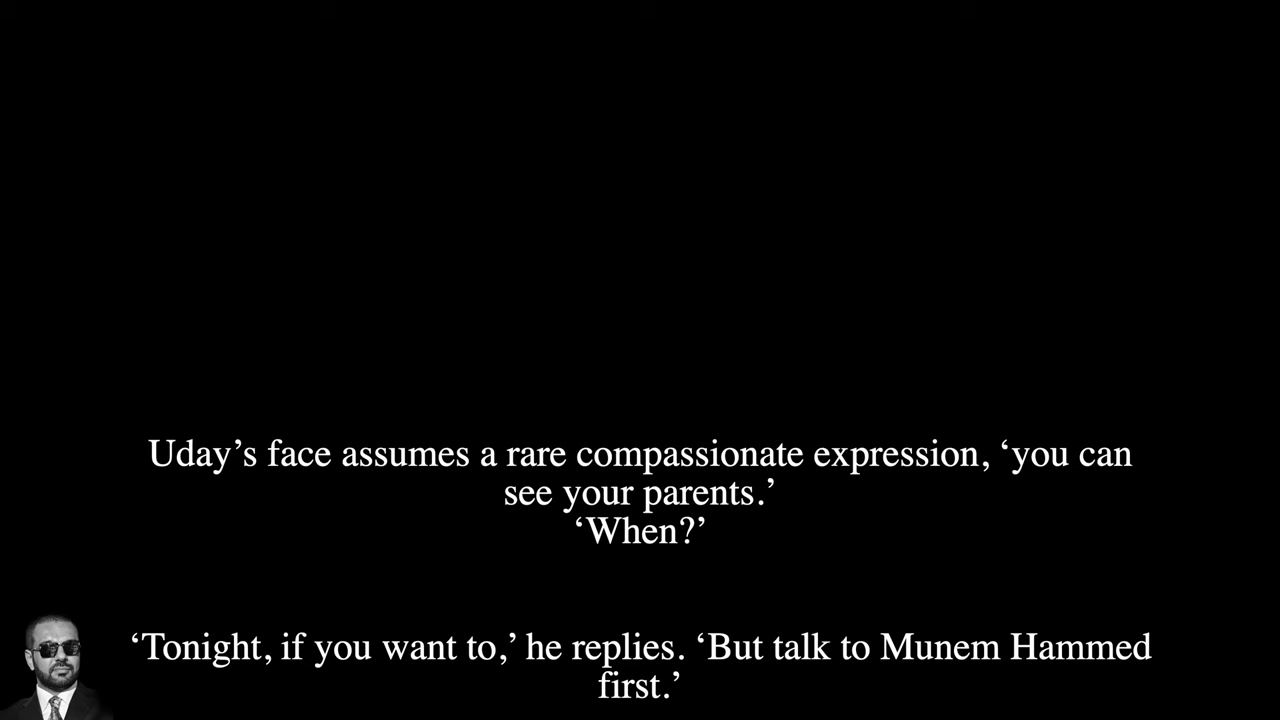 Uday’s face assumes a rare compassionate expression, ‘you can
see your parents.’
‘When?’
‘Tonight, if you want to,’ he replies. ‘But talk to Munem Hammed
first.’